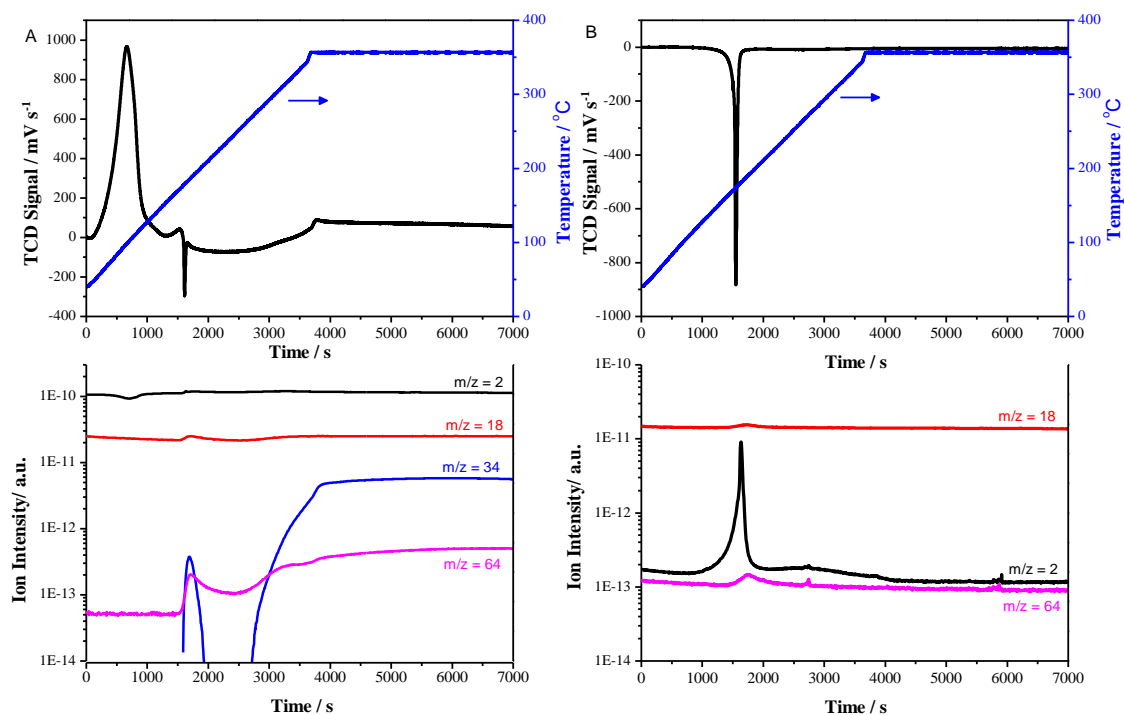 A
TCD Signal / mV s-1
1000
800
600
400
200
0
-200
-400
400
300
200
100
0
Temperature / oC
0 1000 2000 3000 4000 5000 6000 7000
Time / s
B
TCD Signal / mV s-1
0
-200
-400
-600
-800
-1000
400
300
200
100
0
Temperature / oC
0 1000 2000 3000 4000 5000 6000 7000
Time / s
Ion Intensity/ a.u.
1E-10
1E-11
1E-12
1E-13
1E-14
m/z = 2
m/z = 18
m/z = 34
m/z = 64
0 1000 2000 3000 4000 5000 6000 7000
Time / s
Ion Intensity/ a.u.
1E-10
1E-11
1E-12
1E-13
1E-14
m/z = 18
m/z = 2
m/z = 64
0 1000 2000 3000 4000 5000 6000 7000
Time / s